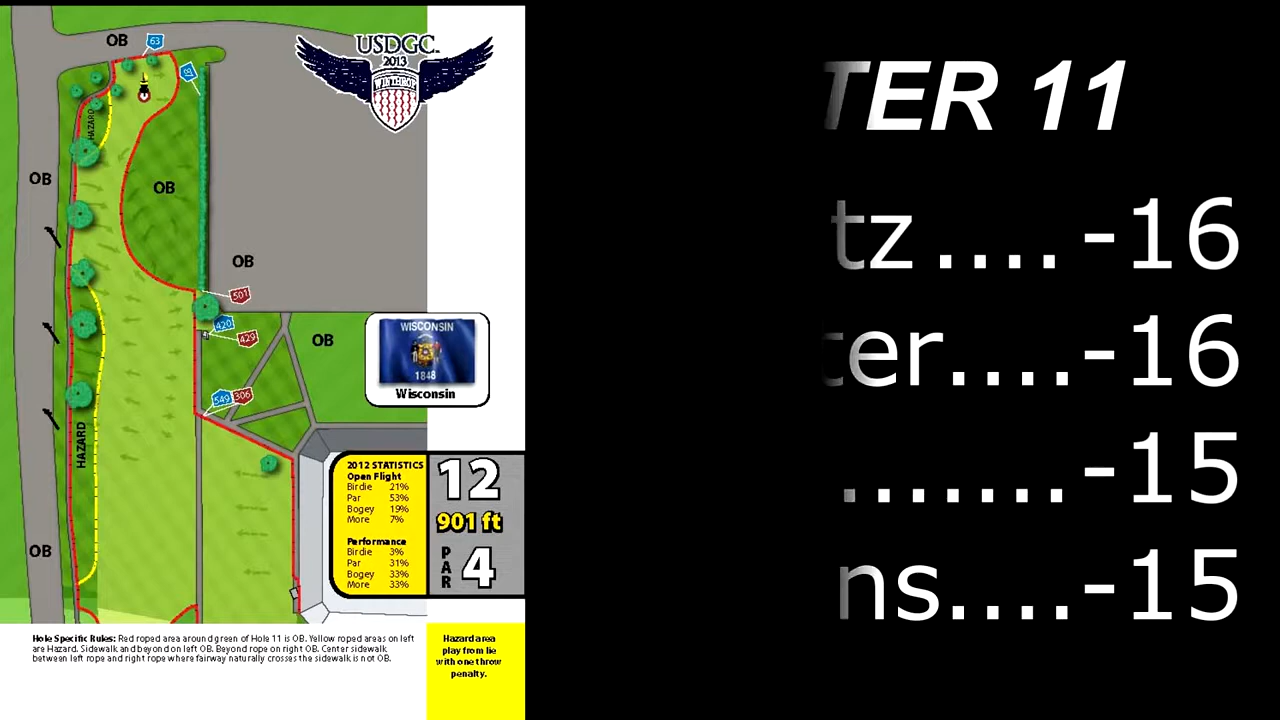 OB
63
USDGC
2013
WINTHROP
18
HAZARD
OB
OB
OB
501
420
429
OB
WISCONSIN
1848
Wisconsin
549 306
HAZARD
2012 STATISTICS
Open Flight
Birdie 21%
Par 53%
Bogey 19%
More 7%
Performance
Birdie 3%
Par 31%
Bogey 33%
More 33%
12
901 ft
PAR 4
OB
Hole Specific Rules: Red roped area around green of Hole 11 is OB. Yellow roped areas on left
are Hazard. Sidewalk and beyond on left OB. Beyond rope on right OB. Center sidewalk
between left rope and right rope where fairway naturally crosses the sidewalk is not OB.
Hazard area
play from lie
with one throw
penalty.
TER 11
tz....-16
ter....-16
.......-15
ns....-15